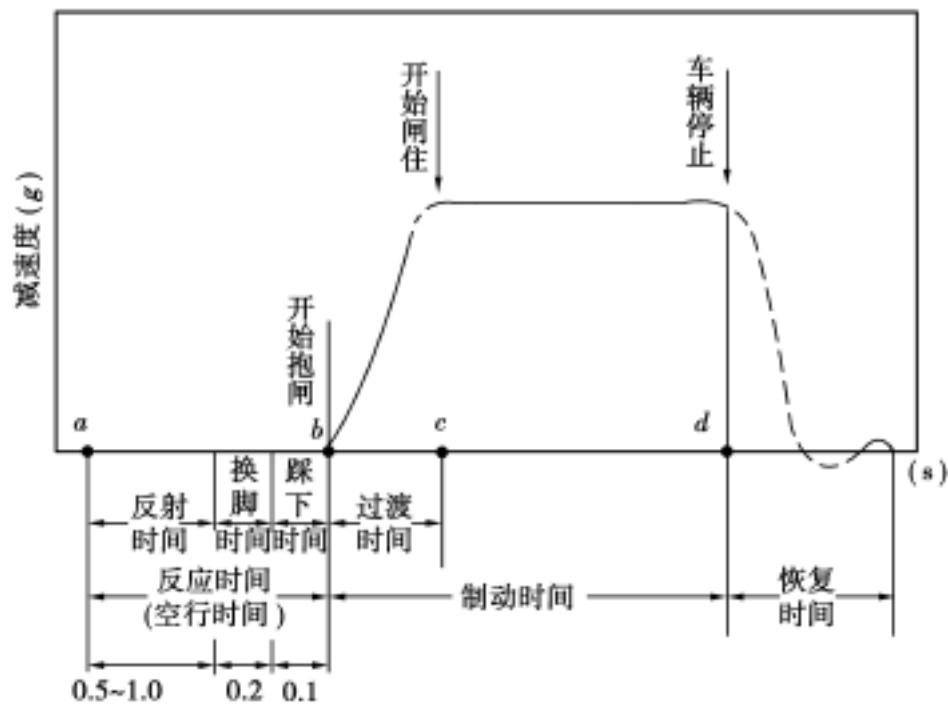 减速度(g)
开始闸住
车辆停止
开始抱闸
a
b
c
d
(s)
反射
时间
换脚
时间
踩下
时间
过渡
时间
反应时间
(空行时间)
制动时间
恢复
时间
0.5~1.0
0.2
0.1